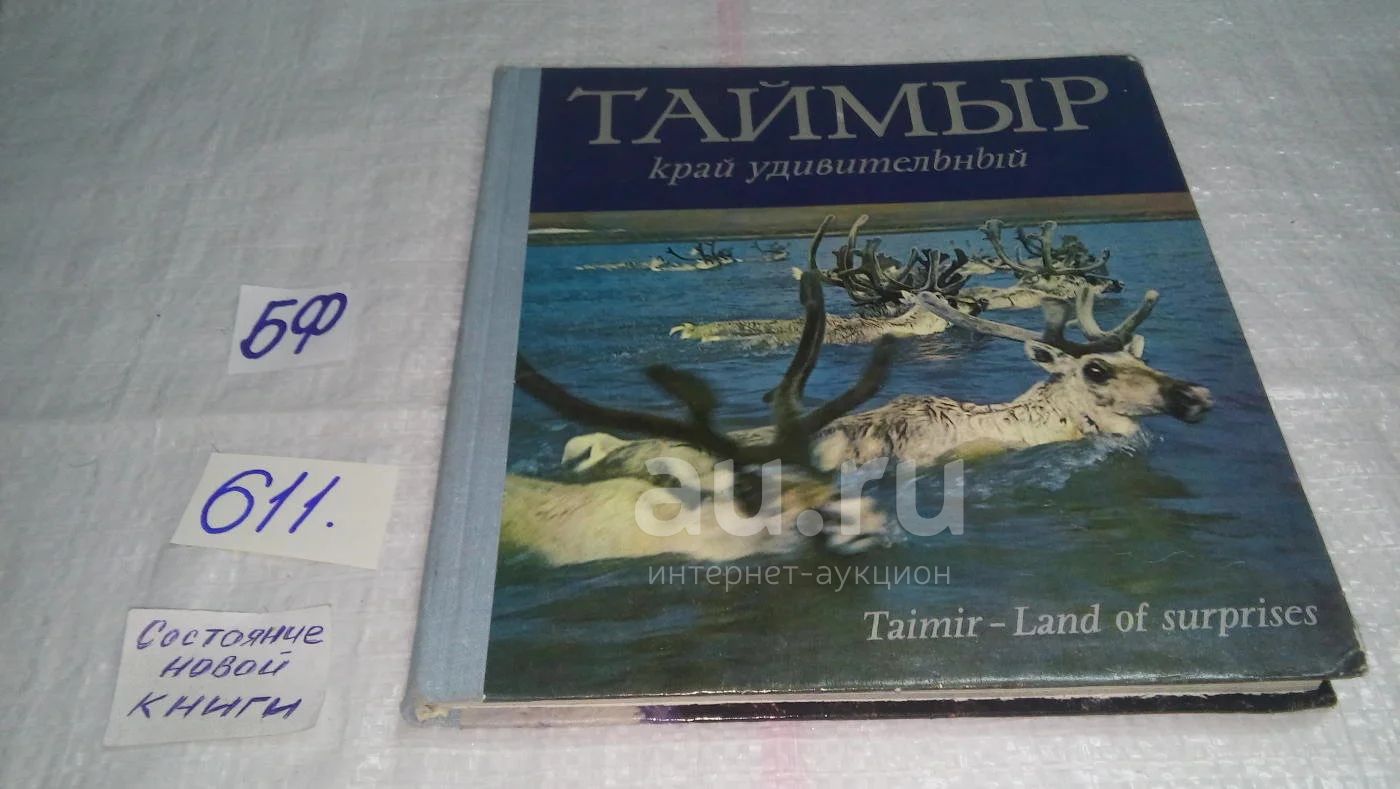 ТАЙМЫР
край удивительный
БФ
611.
Состояние
новой
книги
au.ru
интернет-аукцион
Taimir – Land of surprises